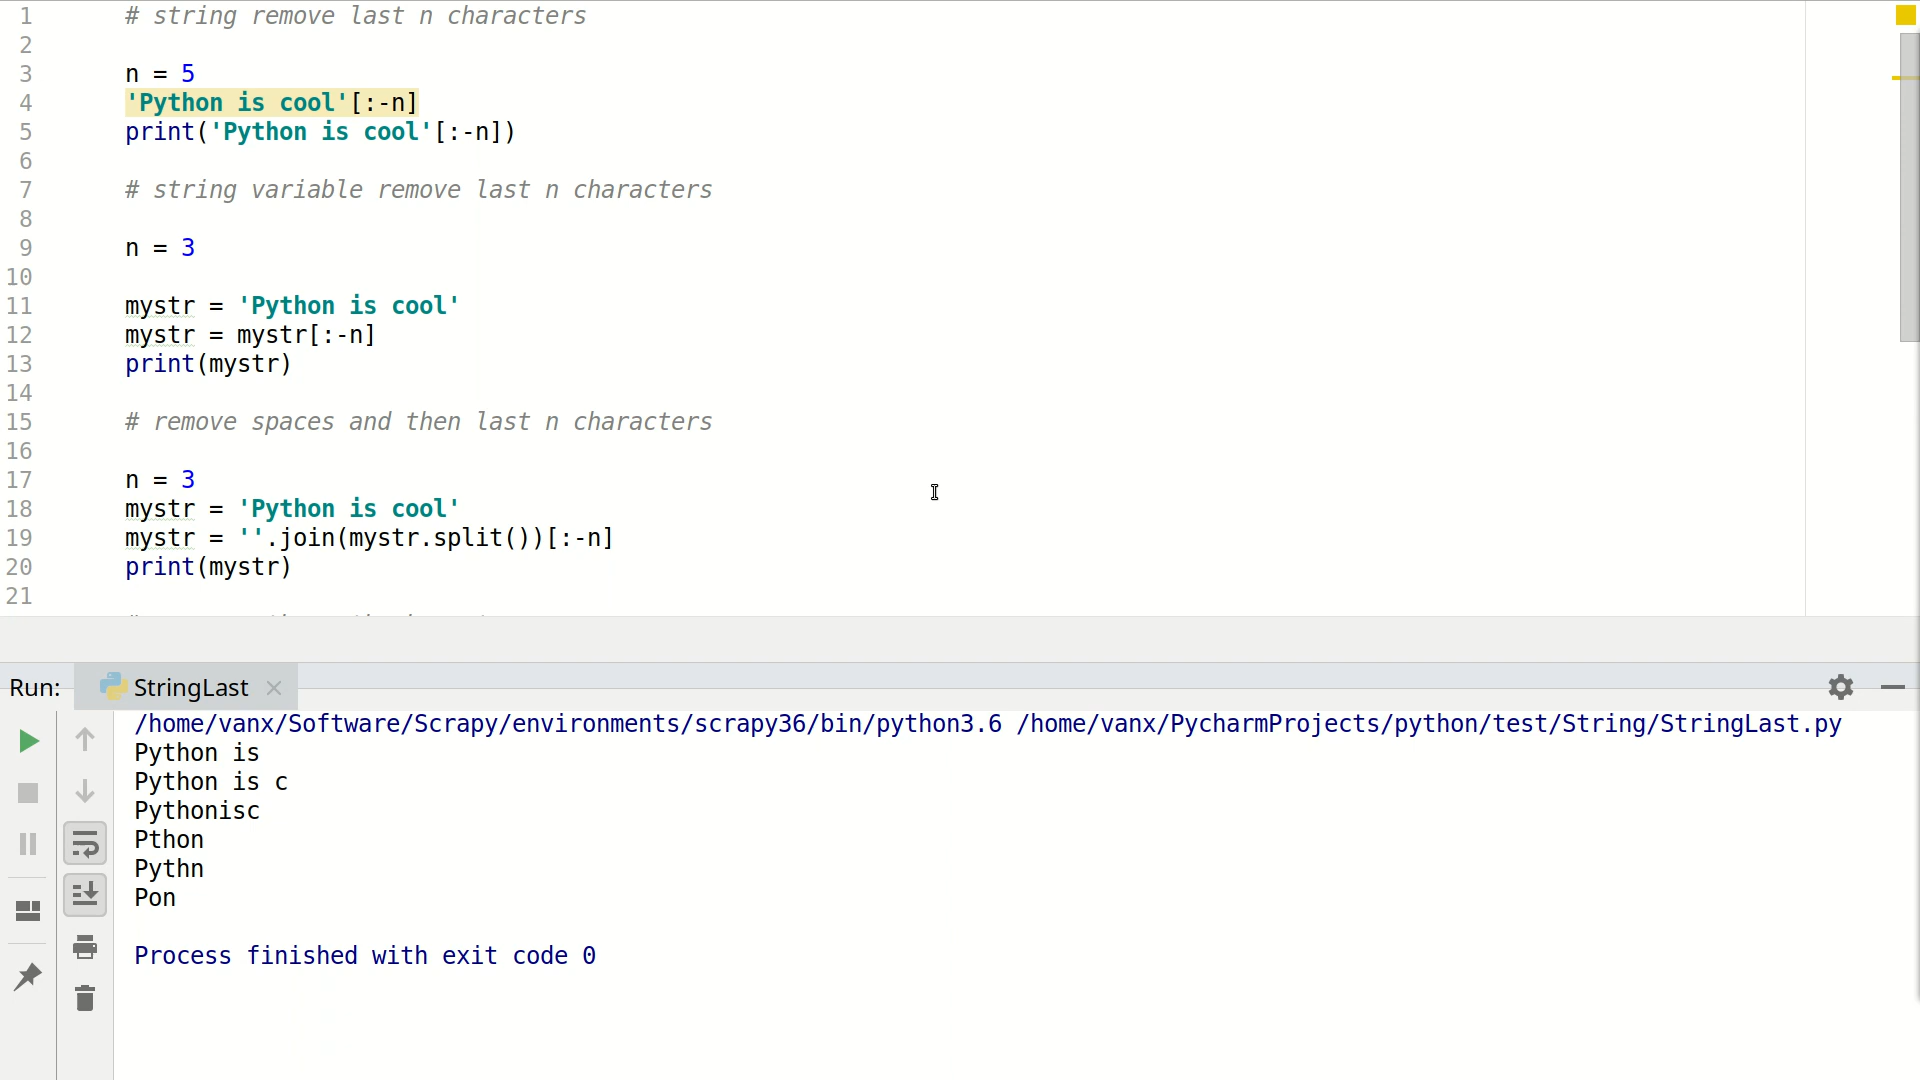 1 # string remove last n characters
2
3 n = 5
4 'Python is cool'[:-n]
5 print('Python is cool'[:-n])
6
7 # string variable remove last n characters
8
9 n = 3
10
11 mystr = 'Python is cool'
12 mystr = mystr[:-n]
13 print(mystr)
14
15 # remove spaces and then last n characters
16
17 n = 3
18 mystr = 'Python is cool'
19 mystr = ''.join(mystr.split())[:-n]
20 print(mystr)
21
Run: StringLast
/home/vanx/Software/Scrapy/environments/scrapy36/bin/python3.6 /home/vanx/PycharmProjects/python/test/String/StringLast.py
Python is
Python is c
Pythonisc
Pthon
Pythn
Pon
Process finished with exit code 0